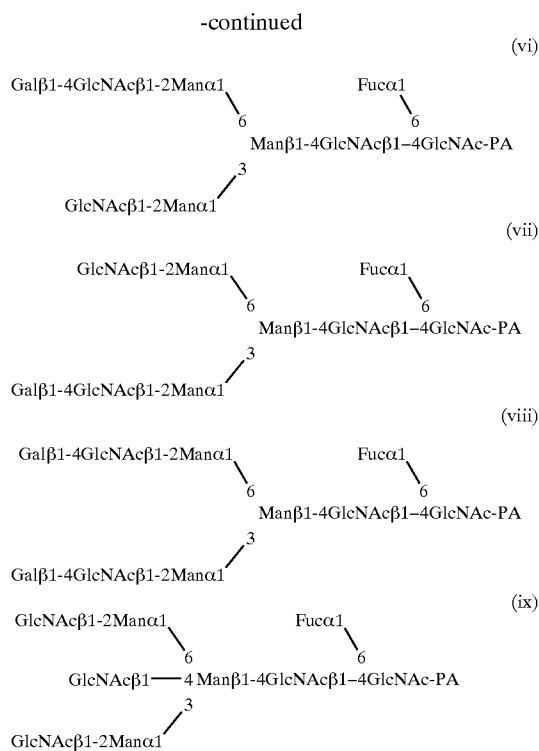 -continued
(vi)
Galβ1-4GlcNAcβ1-2Manα1 Fucα1
6 6
Manβ1-4GlcNAcβ1–4GlcNAc-PA
3
GlcNAcβ1-2Manα1
(vii)
GlcNAcβ1-2Manα1 Fucα1
6 6
Manβ1-4GlcNAcβ1–4GlcNAc-PA
3
Galβ1-4GlcNAcβ1-2Manα1
(viii)
Galβ1-4GlcNAcβ1-2Manα1 Fucα1
6 6
Manβ1-4GlcNAcβ1–4GlcNAc-PA
3
Galβ1-4GlcNAcβ1-2Manα1
(ix)
GlcNAcβ1-2Manα1 Fucα1
6 6
GlcNAcβ1—4Manβ1-4GlcNAcβ1–4GlcNAc-PA
3
GlcNAcβ1-2Manα1